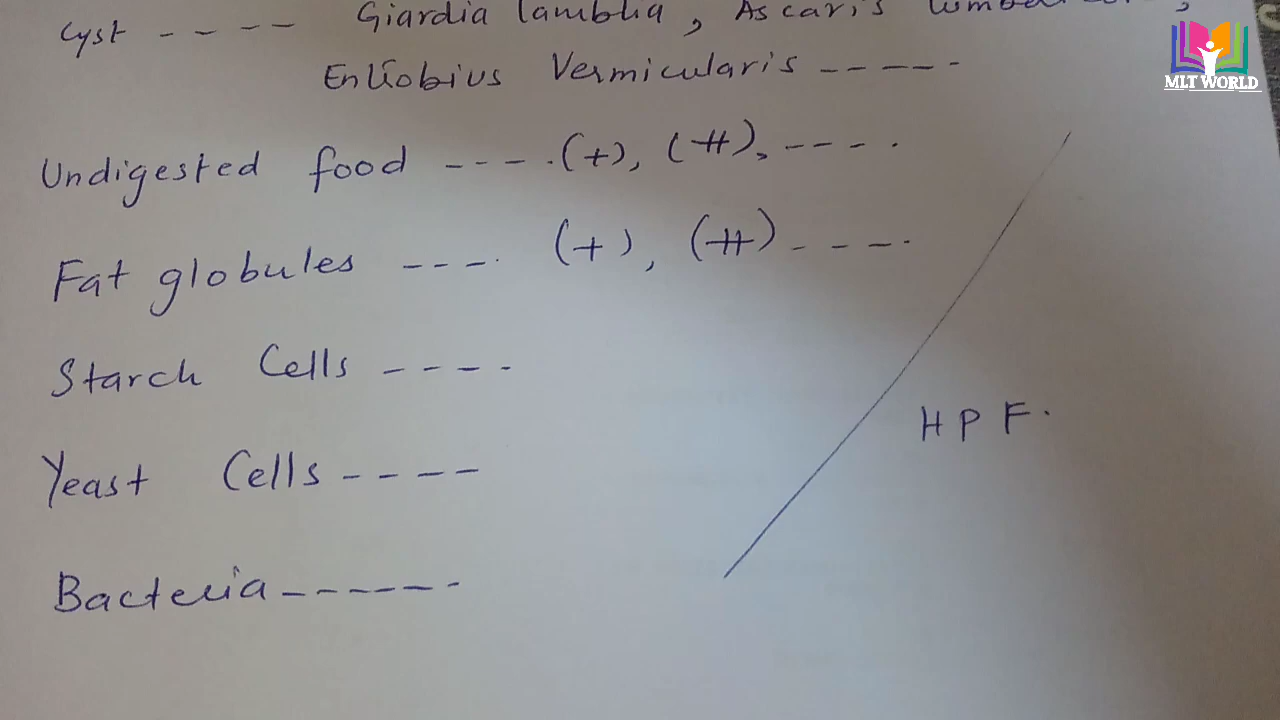 Cyst ---- Giardia lamblia, Ascaris
Enterobius Vermicularis -----
MLT WORLD
Undigested food ----.(+), (++), ----.
Fat globules ---. (+), (++)----.
Starch Cells ----
HPF.
Yeast Cells ----
Bacteria ------